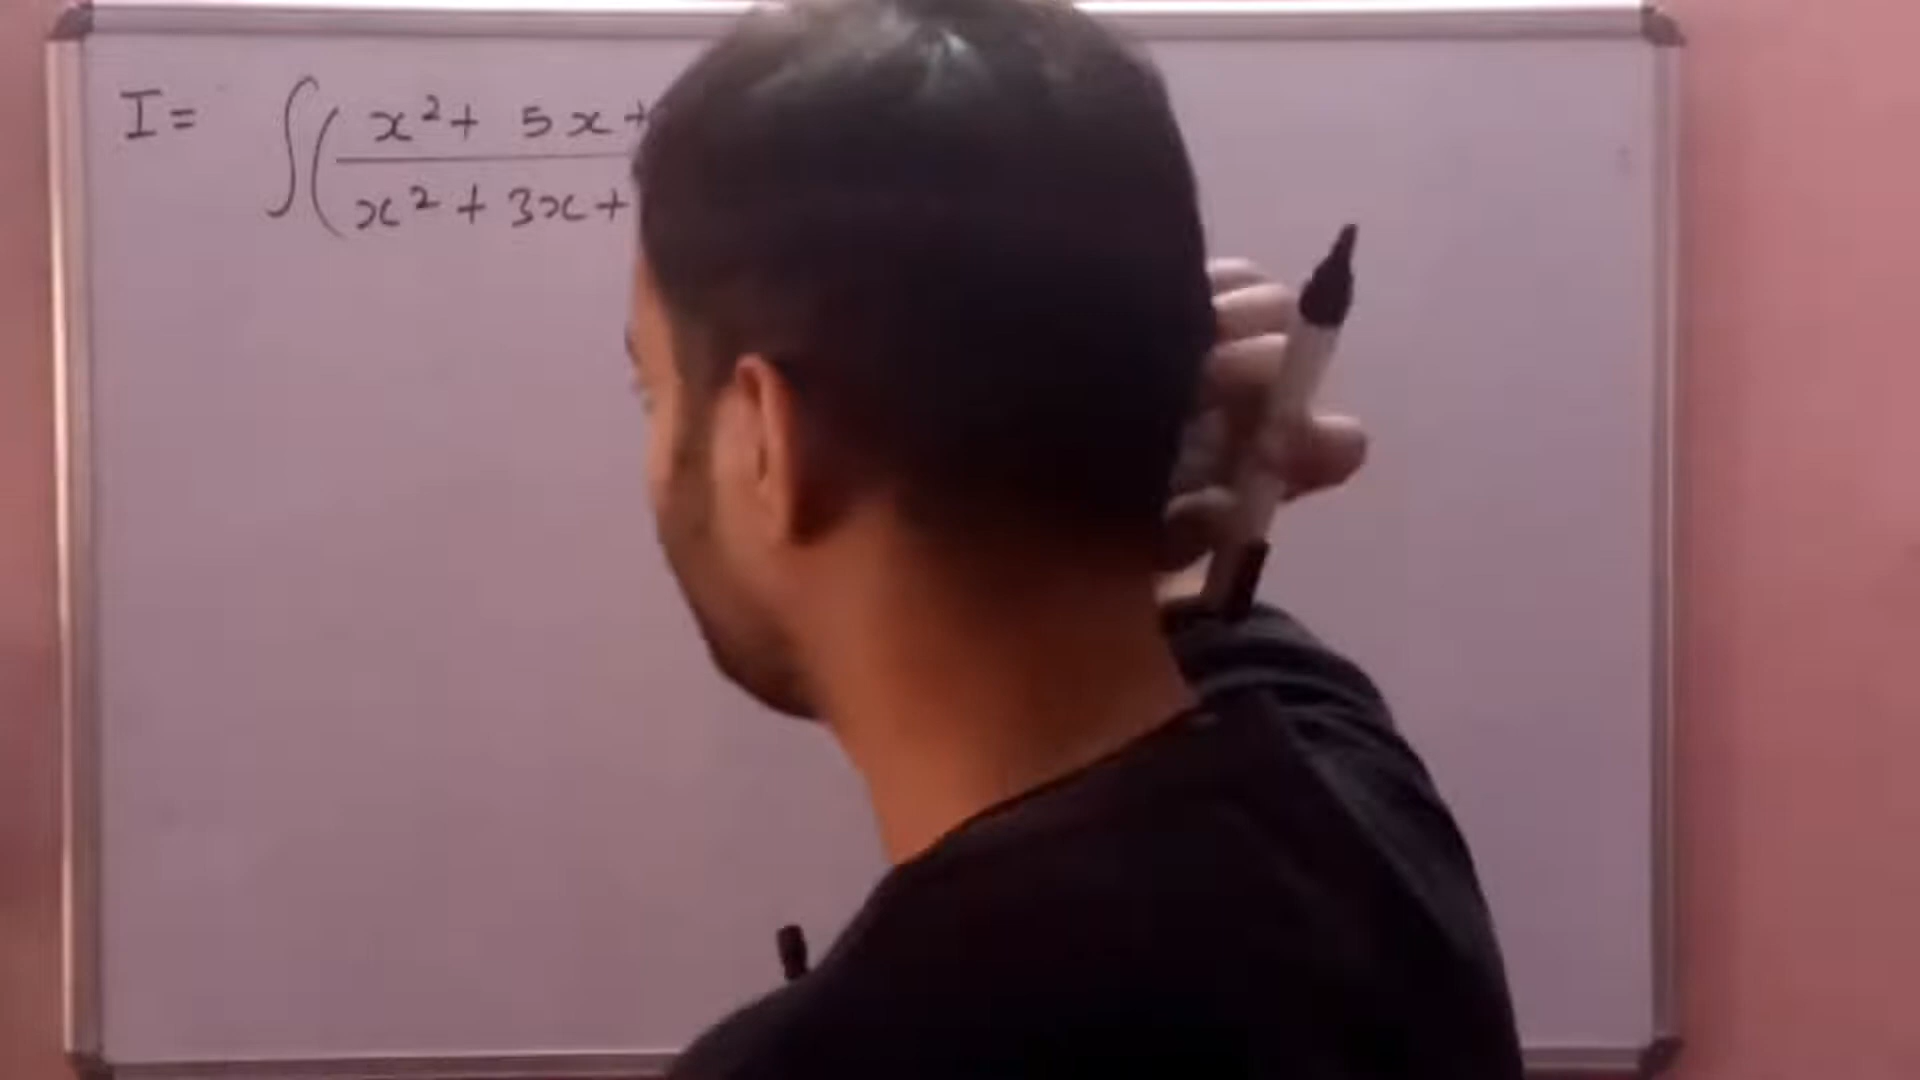 I = ∫ ( x² + 5x +
x² + 3x +